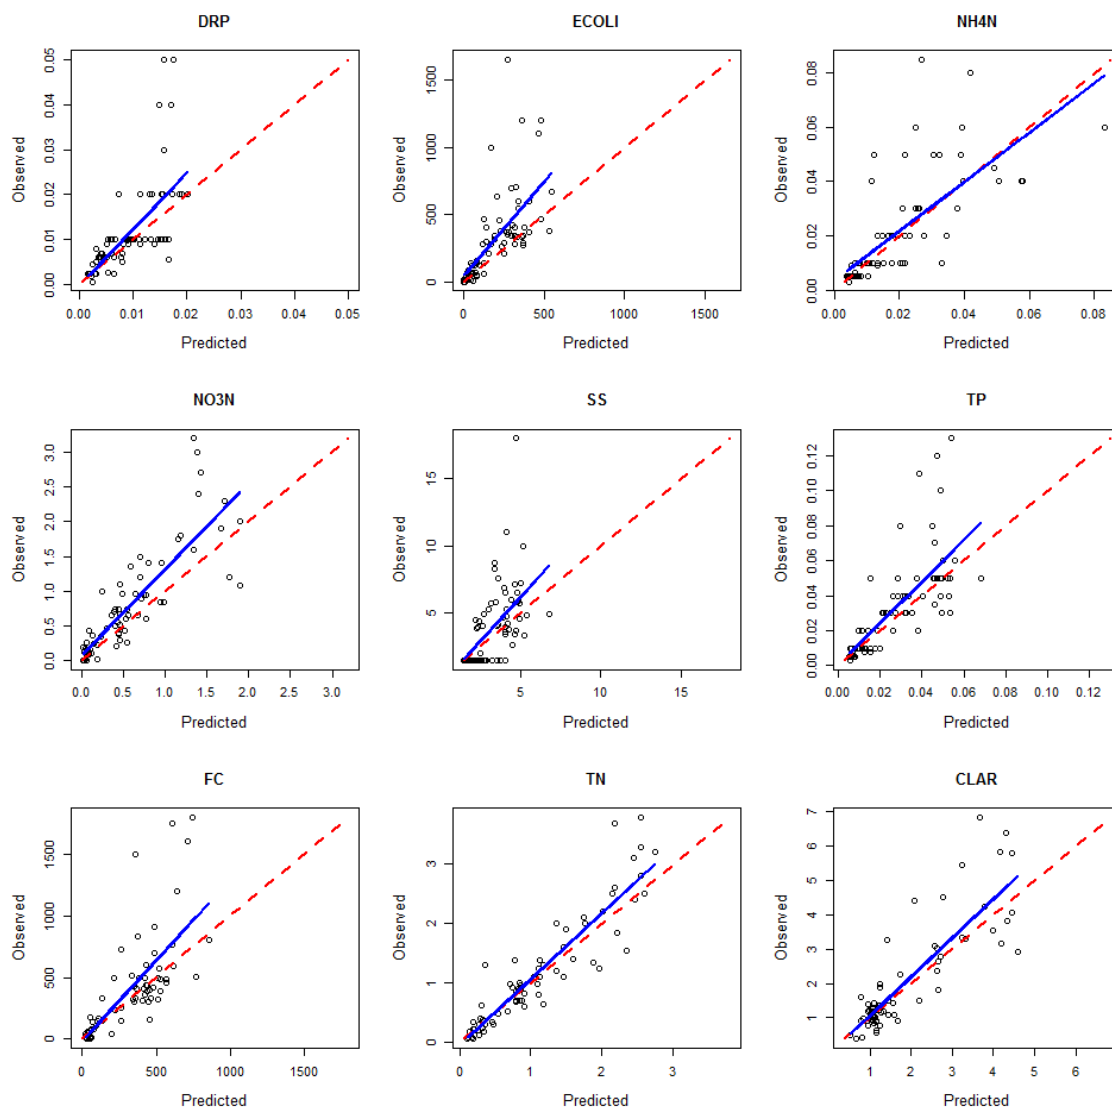 DRP
Observed
0.00 0.01 0.02 0.03 0.04 0.05
0.00 0.01 0.02 0.03 0.04 0.05
Predicted
ECOLI
Observed
0 500 1000 1500
0 500 1000 1500
Predicted
NH4N
Observed
0.00 0.02 0.04 0.06 0.08
0.00 0.02 0.04 0.06 0.08
Predicted
NO3N
Observed
0.0 0.5 1.0 1.5 2.0 2.5 3.0
0.0 0.5 1.0 1.5 2.0 2.5 3.0
Predicted
SS
Observed
5 10 15
5 10 15
Predicted
TP
Observed
0.00 0.02 0.04 0.06 0.08 0.10 0.12
0.00 0.02 0.04 0.06 0.08 0.10 0.12
Predicted
FC
Observed
0 500 1000 1500
0 500 1000 1500
Predicted
TN
Observed
0 1 2 3
0 1 2 3
Predicted
CLAR
Observed
1 2 3 4 5 6 7
1 2 3 4 5 6
Predicted